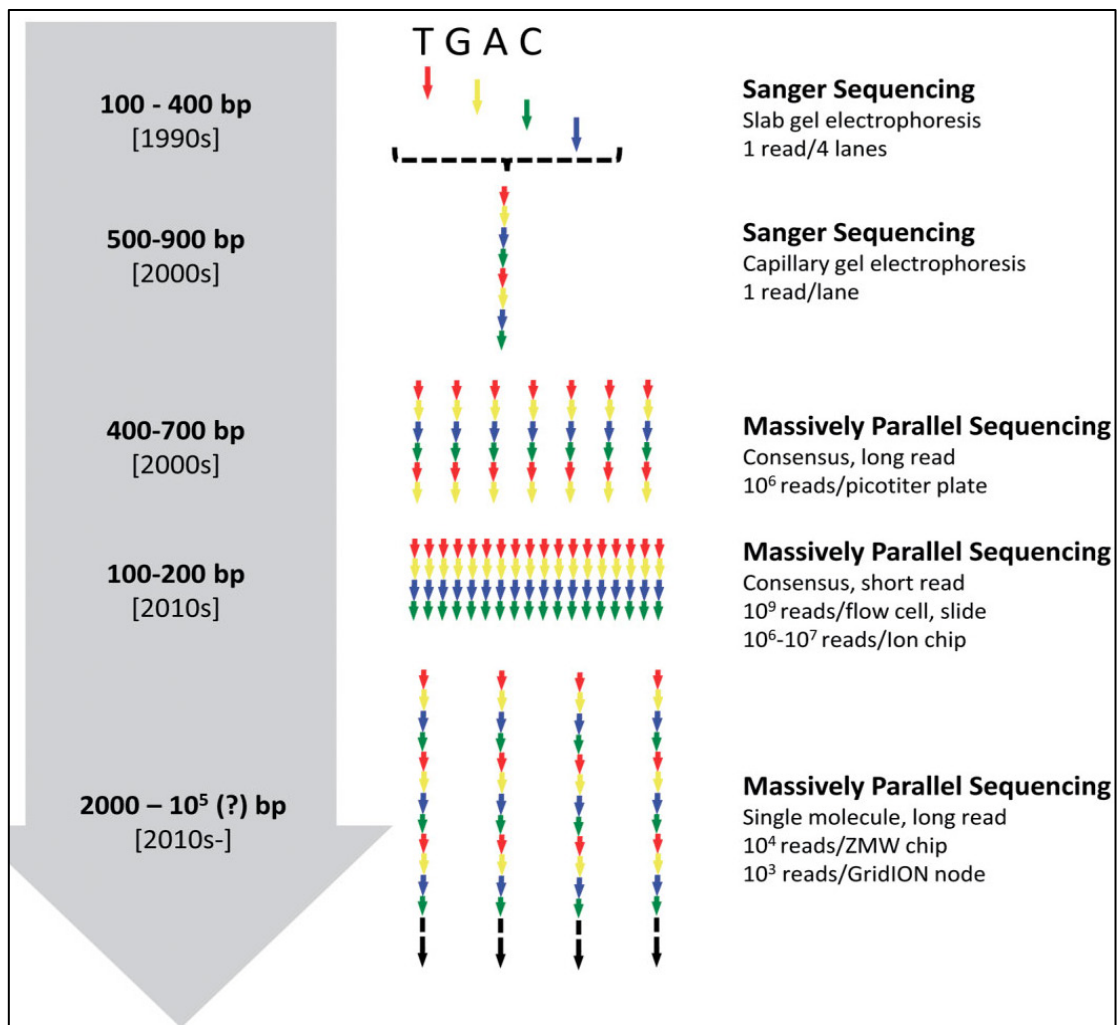 T G A C
100 - 400 bp
[1990s]
Sanger Sequencing
Slab gel electrophoresis
1 read/4 lanes
500-900 bp
[2000s]
Sanger Sequencing
Capillary gel electrophoresis
1 read/lane
400-700 bp
[2000s]
Massively Parallel Sequencing
Consensus, long read
10⁶ reads/picotiter plate
100-200 bp
[2010s]
Massively Parallel Sequencing
Consensus, short read
10⁹ reads/flow cell, slide
10⁶-10⁷ reads/Ion chip
2000 – 10⁵ (?) bp
[2010s-]
Massively Parallel Sequencing
Single molecule, long read
10⁴ reads/ZMW chip
10³ reads/GridION node